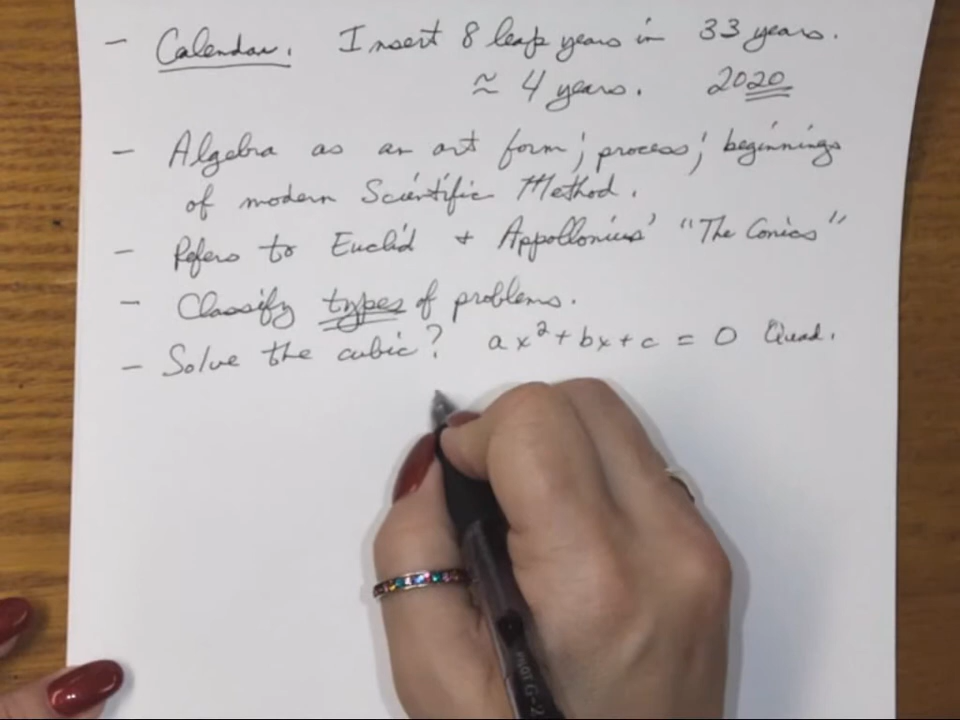 - Calendar. Insert 8 leap years in 33 years.
≈ 4 years. 2020
- Algebra as an art form; process; beginnings
of modern Scientific Method.
- Refers to Euclid + Appollonius' "The Conics"
- Classify types of problems.
- Solve the cubic? ax²+bx+c = 0 Quad.
PILOT G-2